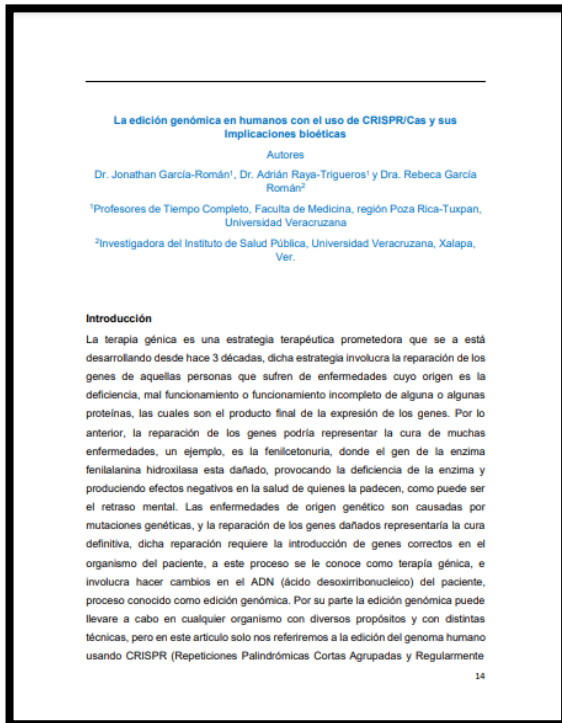 La edición genómica en humanos con el uso de CRISPR/Cas y sus
Implicaciones bioéticas
Autores
Dr. Jonathan García-Román¹, Dr. Adrián Raya-Trigueros¹ y Dra. Rebeca García
Román²
¹Profesores de Tiempo Completo, Faculta de Medicina, región Poza Rica-Tuxpan,
Universidad Veracruzana
²Investigadora del Instituto de Salud Pública, Universidad Veracruzana, Xalapa,
Ver.
Introducción
La terapia génica es una estrategia terapéutica prometedora que se a está
desarrollando desde hace 3 décadas, dicha estrategia involucra la reparación de los
genes de aquellas personas que sufren de enfermedades cuyo origen es la
deficiencia, mal funcionamiento o funcionamiento incompleto de alguna o algunas
proteínas, las cuales son el producto final de la expresión de los genes. Por lo
anterior, la reparación de los genes podría representar la cura de muchas
enfermedades, un ejemplo, es la fenilcetonuria, donde el gen de la enzima
fenilalanina hidroxilasa esta dañado, provocando la deficiencia de la enzima y
produciendo efectos negativos en la salud de quienes la padecen, como puede ser
el retraso mental. Las enfermedades de origen genético son causadas por
mutaciones genéticas, y la reparación de los genes dañados representaría la cura
definitiva, dicha reparación requiere la introducción de genes correctos en el
organismo del paciente, a este proceso se le conoce como terapía génica, e
involucra hacer cambios en el ADN (ácido desoxirribonucleico) del paciente,
proceso conocido como edición genómica. Por su parte la edición genómica puede
llevare a cabo en cualquier organismo con diversos propósitos y con distintas
técnicas, pero en este articulo solo nos referiremos a la edición del genoma humano
usando CRISPR (Repeticiones Palindrómicas Cortas Agrupadas y Regularmente
14